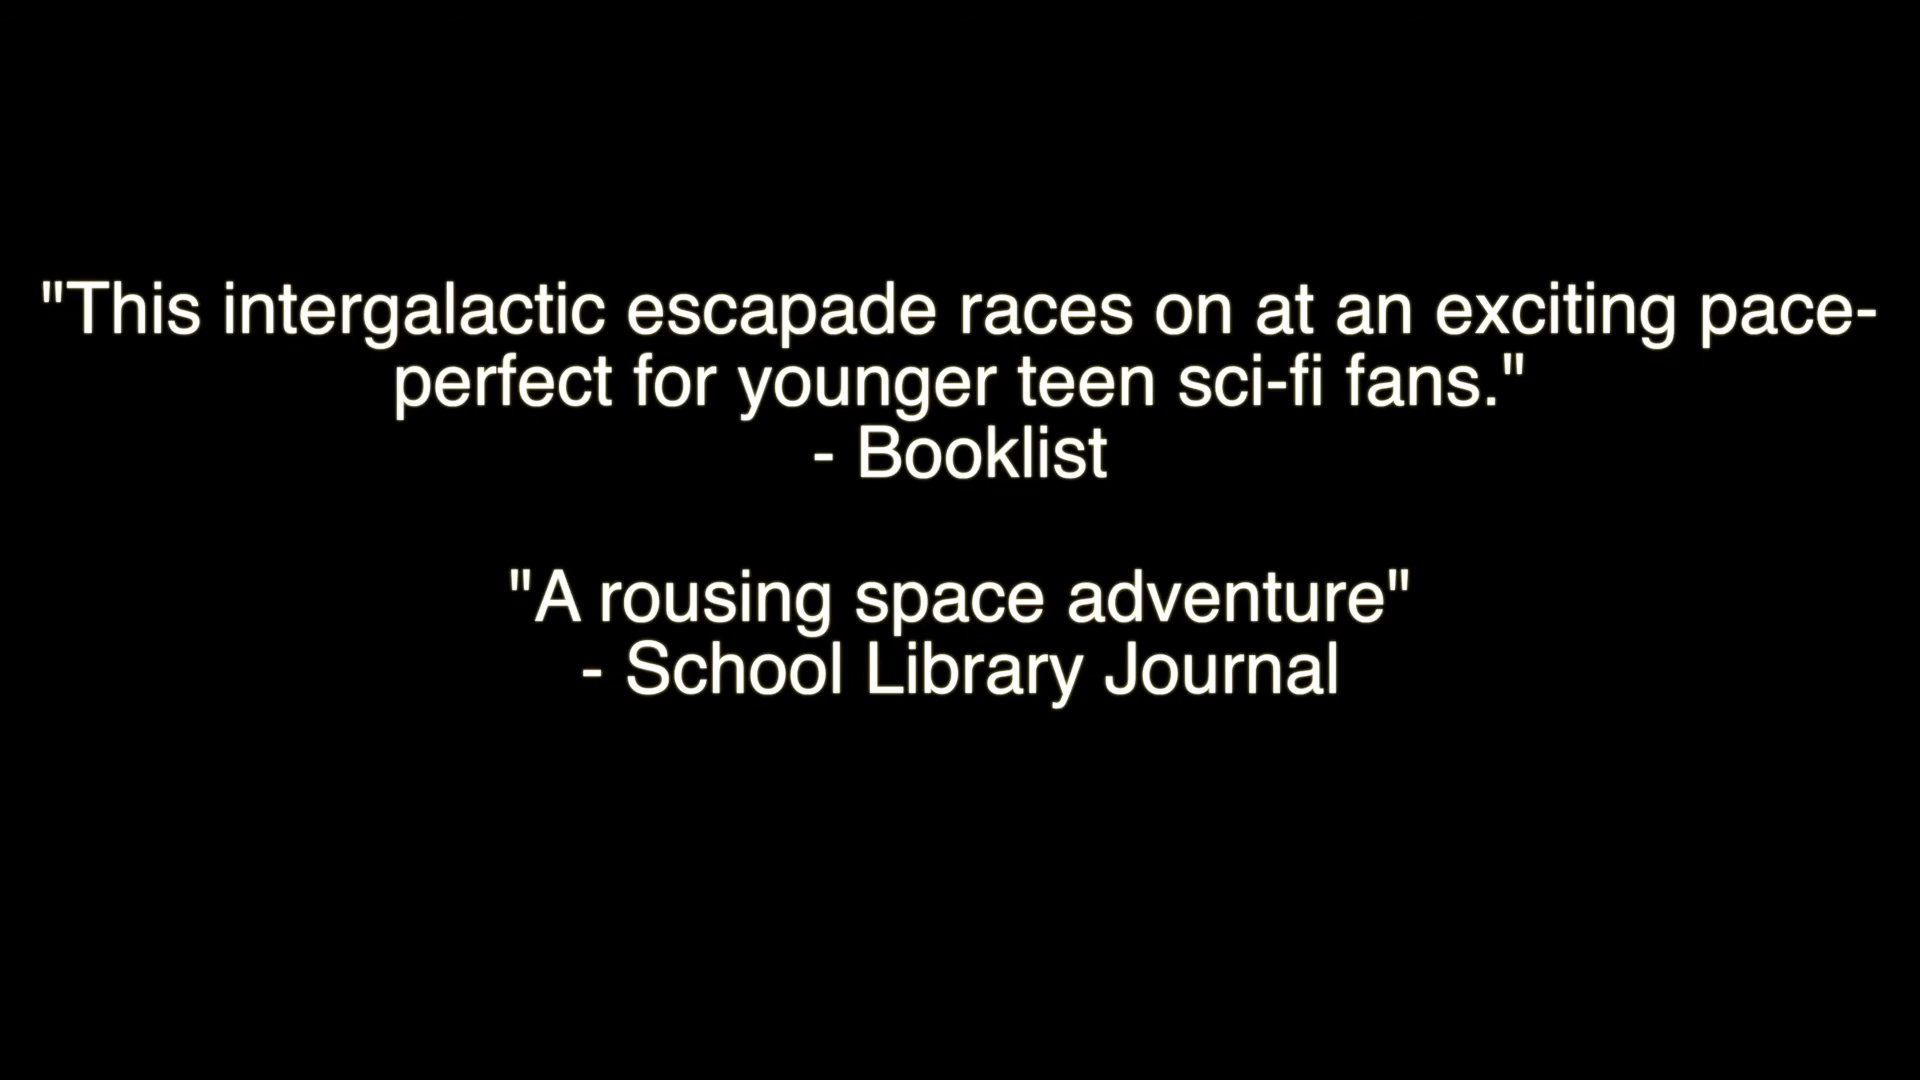 "This intergalactic escapade races on at an exciting pace-
perfect for younger teen sci-fi fans."
- Booklist
"A rousing space adventure"
- School Library Journal